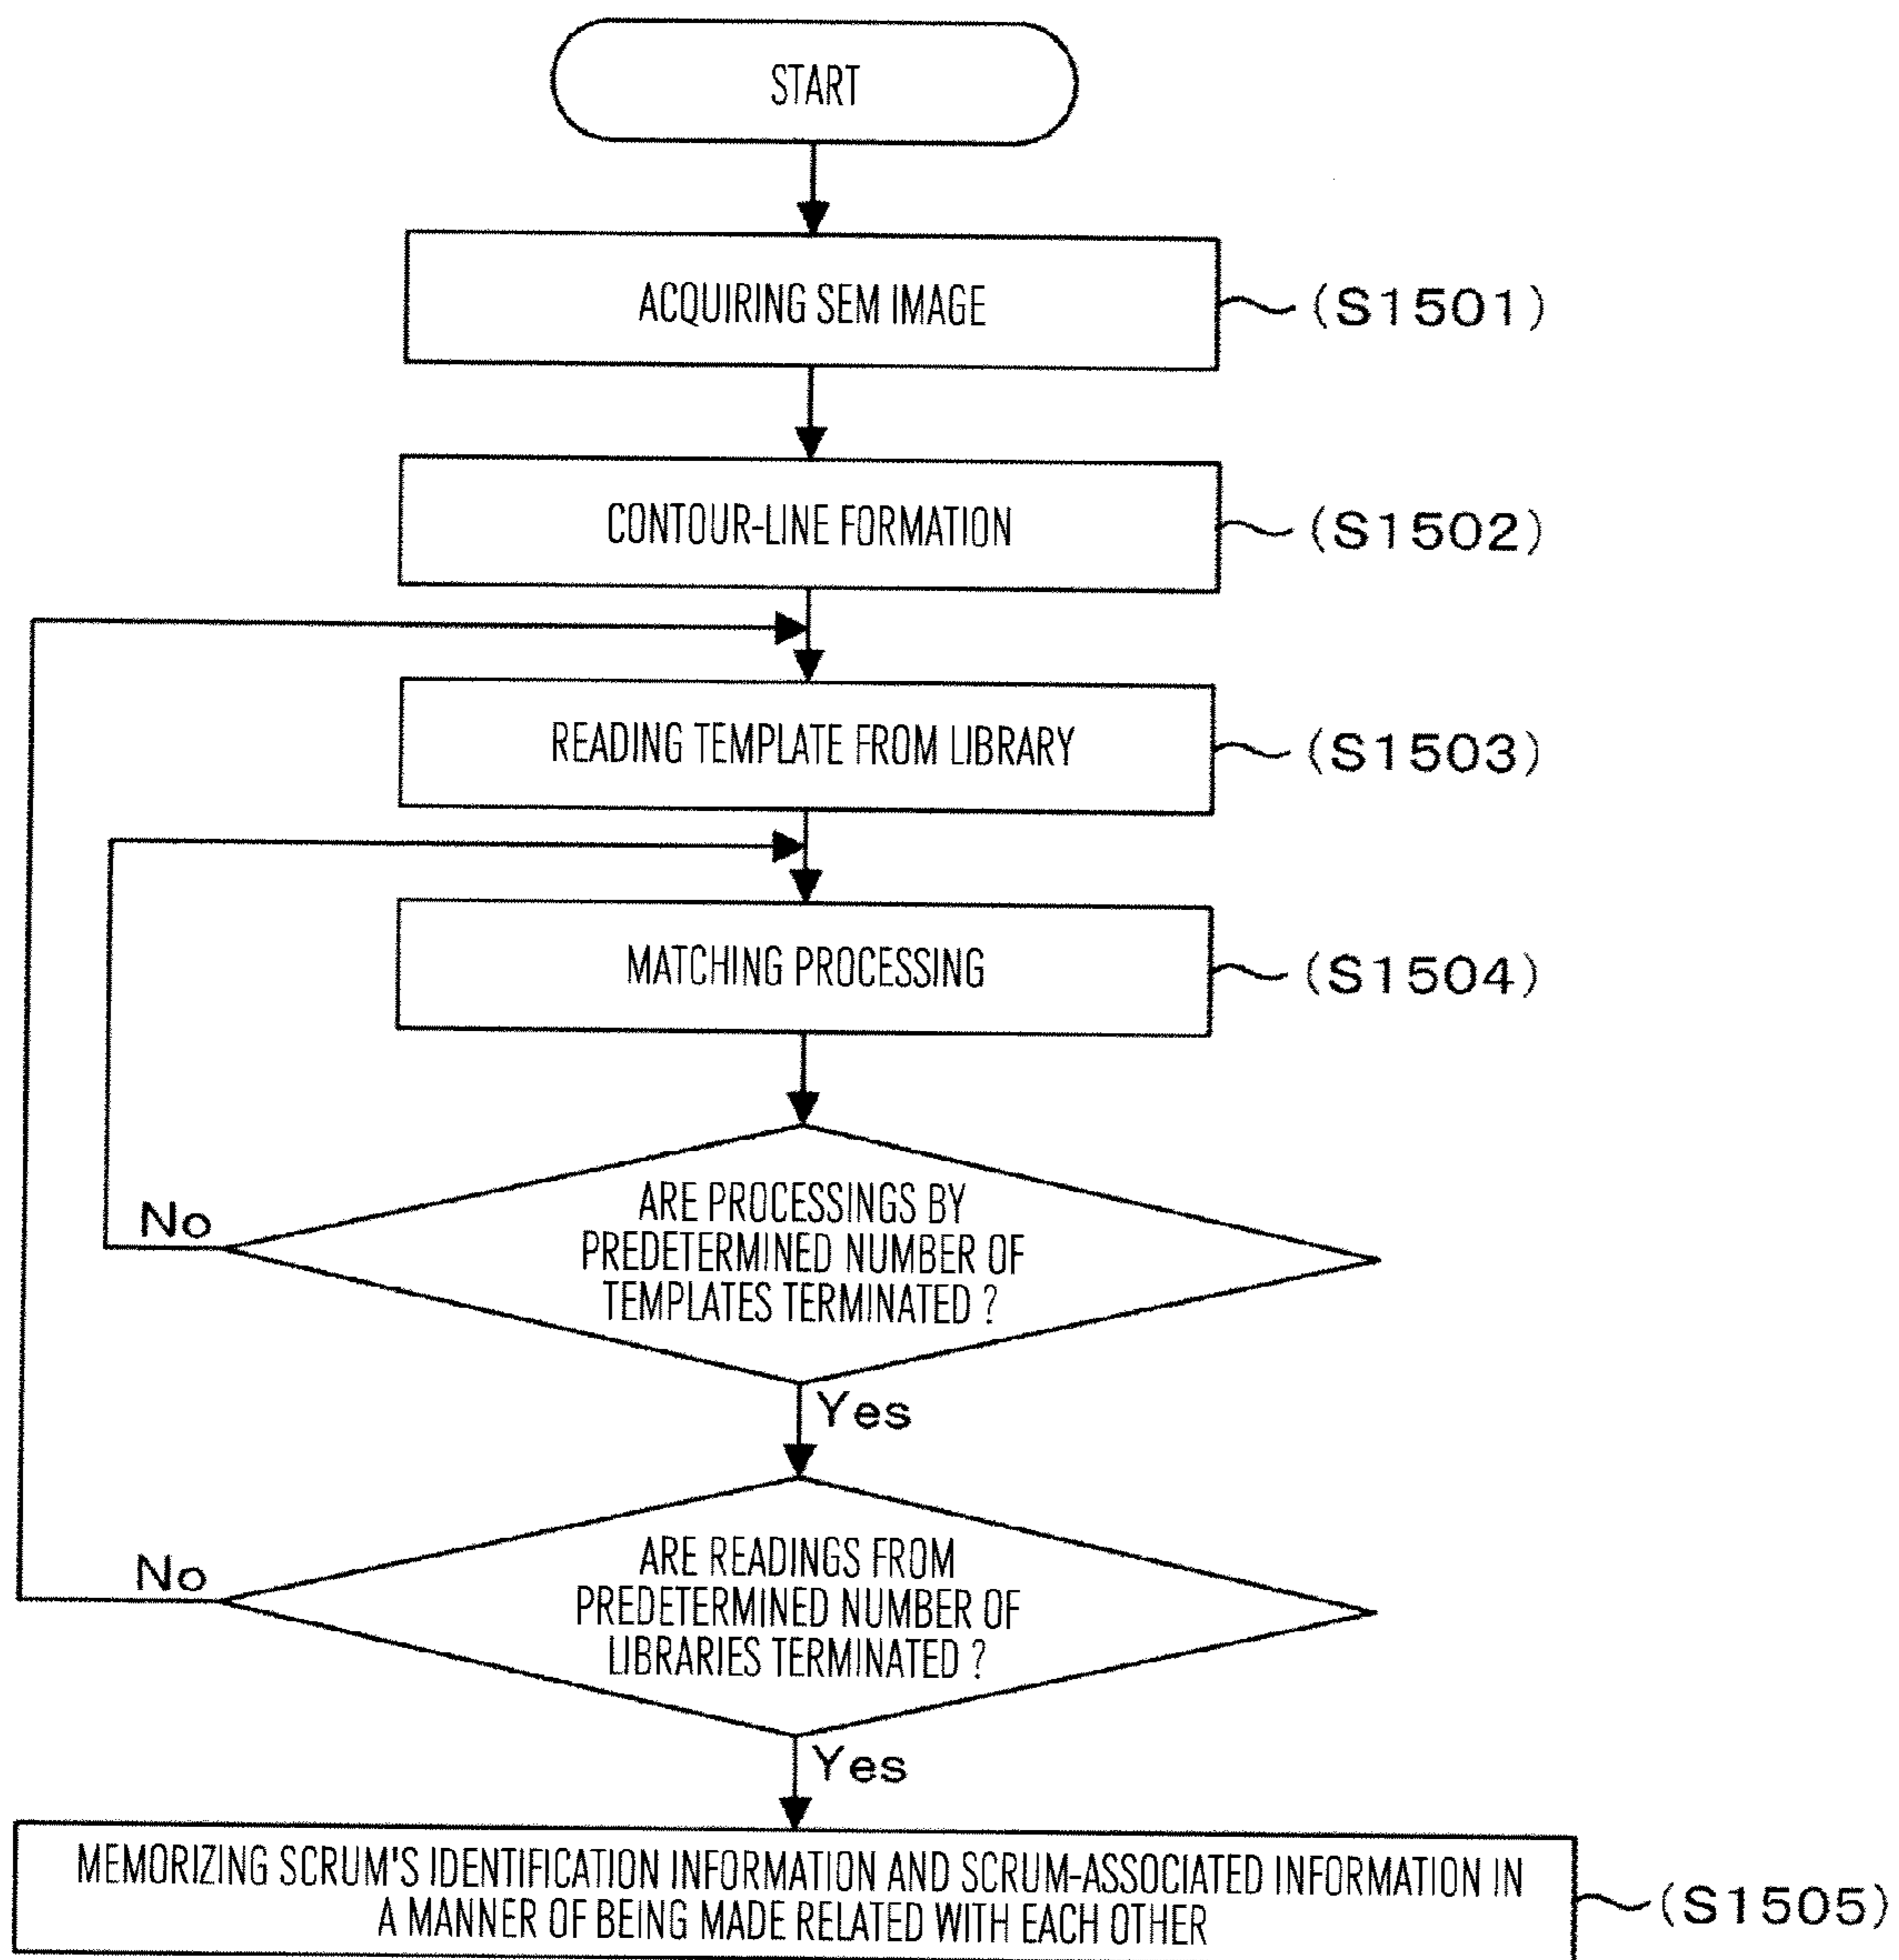 START
ACQUIRING SEM IMAGE
(S1501)
CONTOUR-LINE FORMATION
(S1502)
READING TEMPLATE FROM LIBRARY
(S1503)
MATCHING PROCESSING
(S1504)
ARE PROCESSINGS BY
PREDETERMINED NUMBER OF
TEMPLATES TERMINATED ?
No
Yes
ARE READINGS FROM
PREDETERMINED NUMBER OF
LIBRARIES TERMINATED ?
No
Yes
MEMORIZING SCRUM'S IDENTIFICATION INFORMATION AND SCRUM-ASSOCIATED INFORMATION IN
A MANNER OF BEING MADE RELATED WITH EACH OTHER
(S1505)